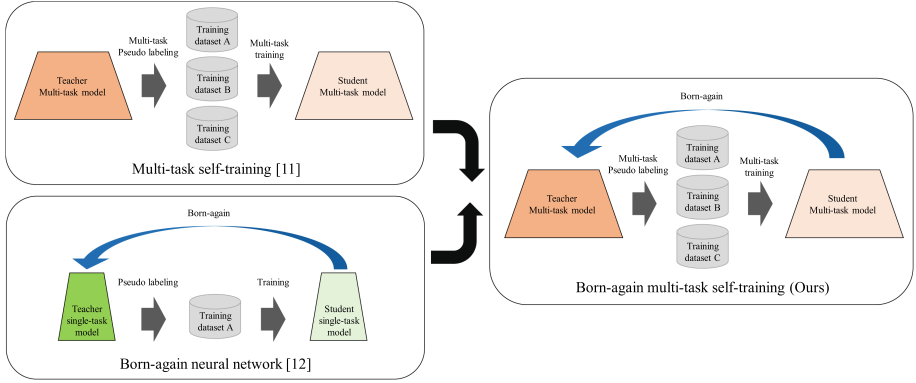 Teacher
Multi-task model
Multi-task
Pseudo labeling
Training
dataset A
Training
dataset B
Training
dataset C
Multi-task
training
Student
Multi-task model
Multi-task self-training [11]
Born-again
Teacher
single-task
model
Pseudo labeling
Training
dataset A
Training
Student
single-task
model
Born-again neural network [12]
Born-again
Teacher
Multi-task model
Multi-task
Pseudo labeling
Training
dataset A
Training
dataset B
Training
dataset C
Multi-task
training
Student
Multi-task model
Born-again multi-task self-training (Ours)